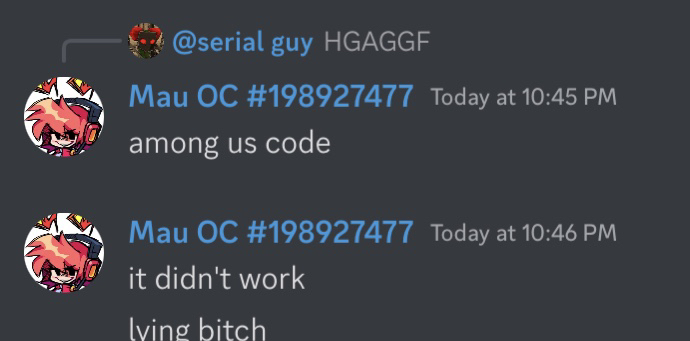 @serial guy HGAGGF
Mau OC #198927477 Today at 10:45 PM
among us code
Mau OC #198927477 Today at 10:46 PM
it didn't work
lying bitch